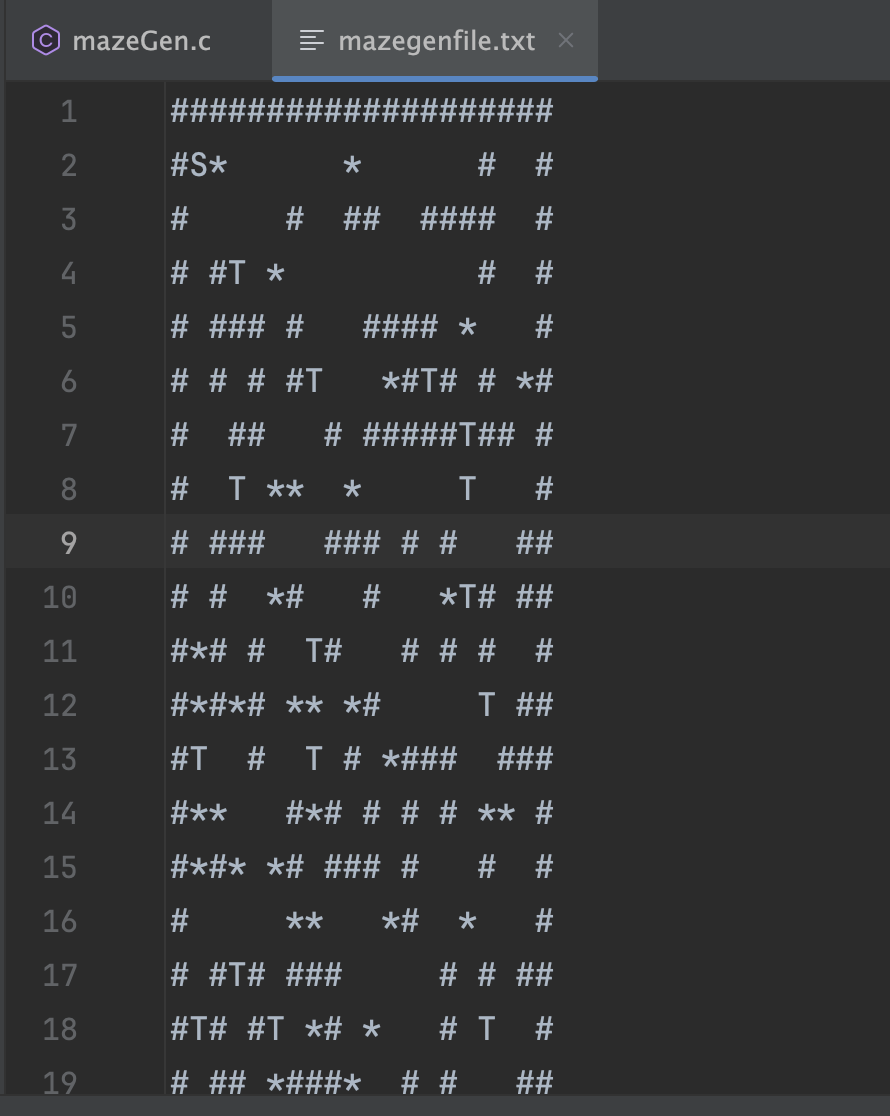 mazeGen.c mazegenfile.txt
1 ####################
2 #S*      *      #  #
3 #     #  ##  ####  #
4 # #T *          #  #
5 # ### #   #### *   #
6 # # # #T   *#T# # *#
7 #  ##   # #####T## #
8 #  T **  *     T   #
9 # ###   ### # #   ##
10 # #  *#   #   *T# ##
11 #*# #  T#   # # #  #
12 #*#*# ** *#     T ##
13 #T  #  T # *###  ###
14 #**   #*# # # # ** #
15 #*#* *# ### #   #  #
16 #     **   *#  *   #
17 # #T# ###     # # ##
18 #T# #T *# *   # T  #
19 # ## *###*  # #   ##